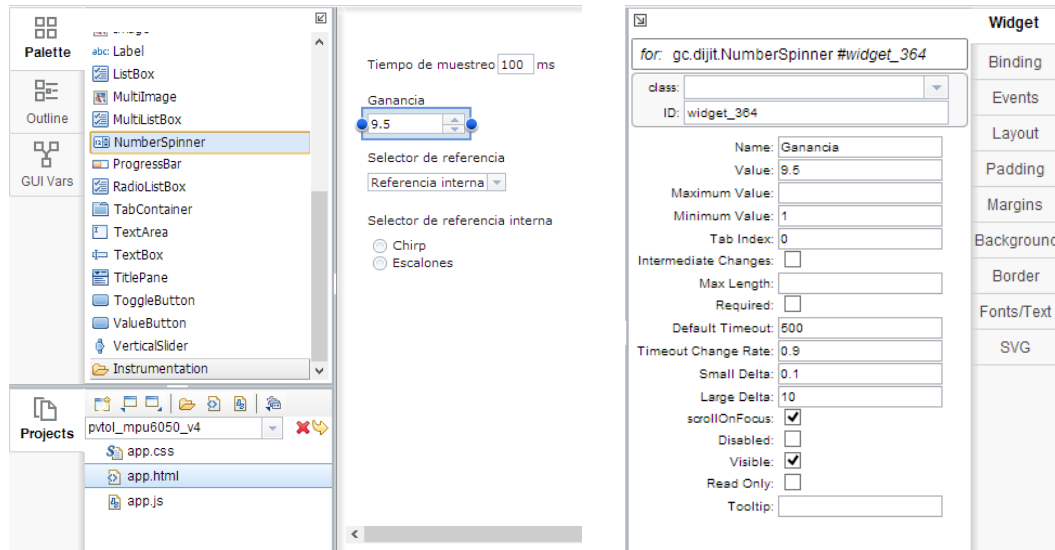 Palette
Outline
GUI Vars
abc: Label
ListBox
MultiImage
MultiListBox
NumberSpinner
ProgressBar
RadioListBox
TabContainer
TextArea
TextBox
TitlePane
ToggleButton
ValueButton
VerticalSlider
Instrumentation
Projects
pvtol_mpu6050_v4
app.css
app.html
app.js
Tiempo de muestreo 100 ms
Ganancia
9.5
Selector de referencia
Referencia interna
Selector de referencia interna
Chirp
Escalones
for: gc.dijit.NumberSpinner #widget_364
class:
ID: widget_364
Name: Ganancia
Value: 9.5
Maximum Value:
Minimum Value: 1
Tab Index: 0
Intermediate Changes:
Max Length:
Required:
Default Timeout: 500
Timeout Change Rate: 0.9
Small Delta: 0.1
Large Delta: 10
scrollOnFocus:
Disabled:
Visible:
Read Only:
Tooltip:
Widget
Binding
Events
Layout
Padding
Margins
Background
Border
Fonts/Text
SVG